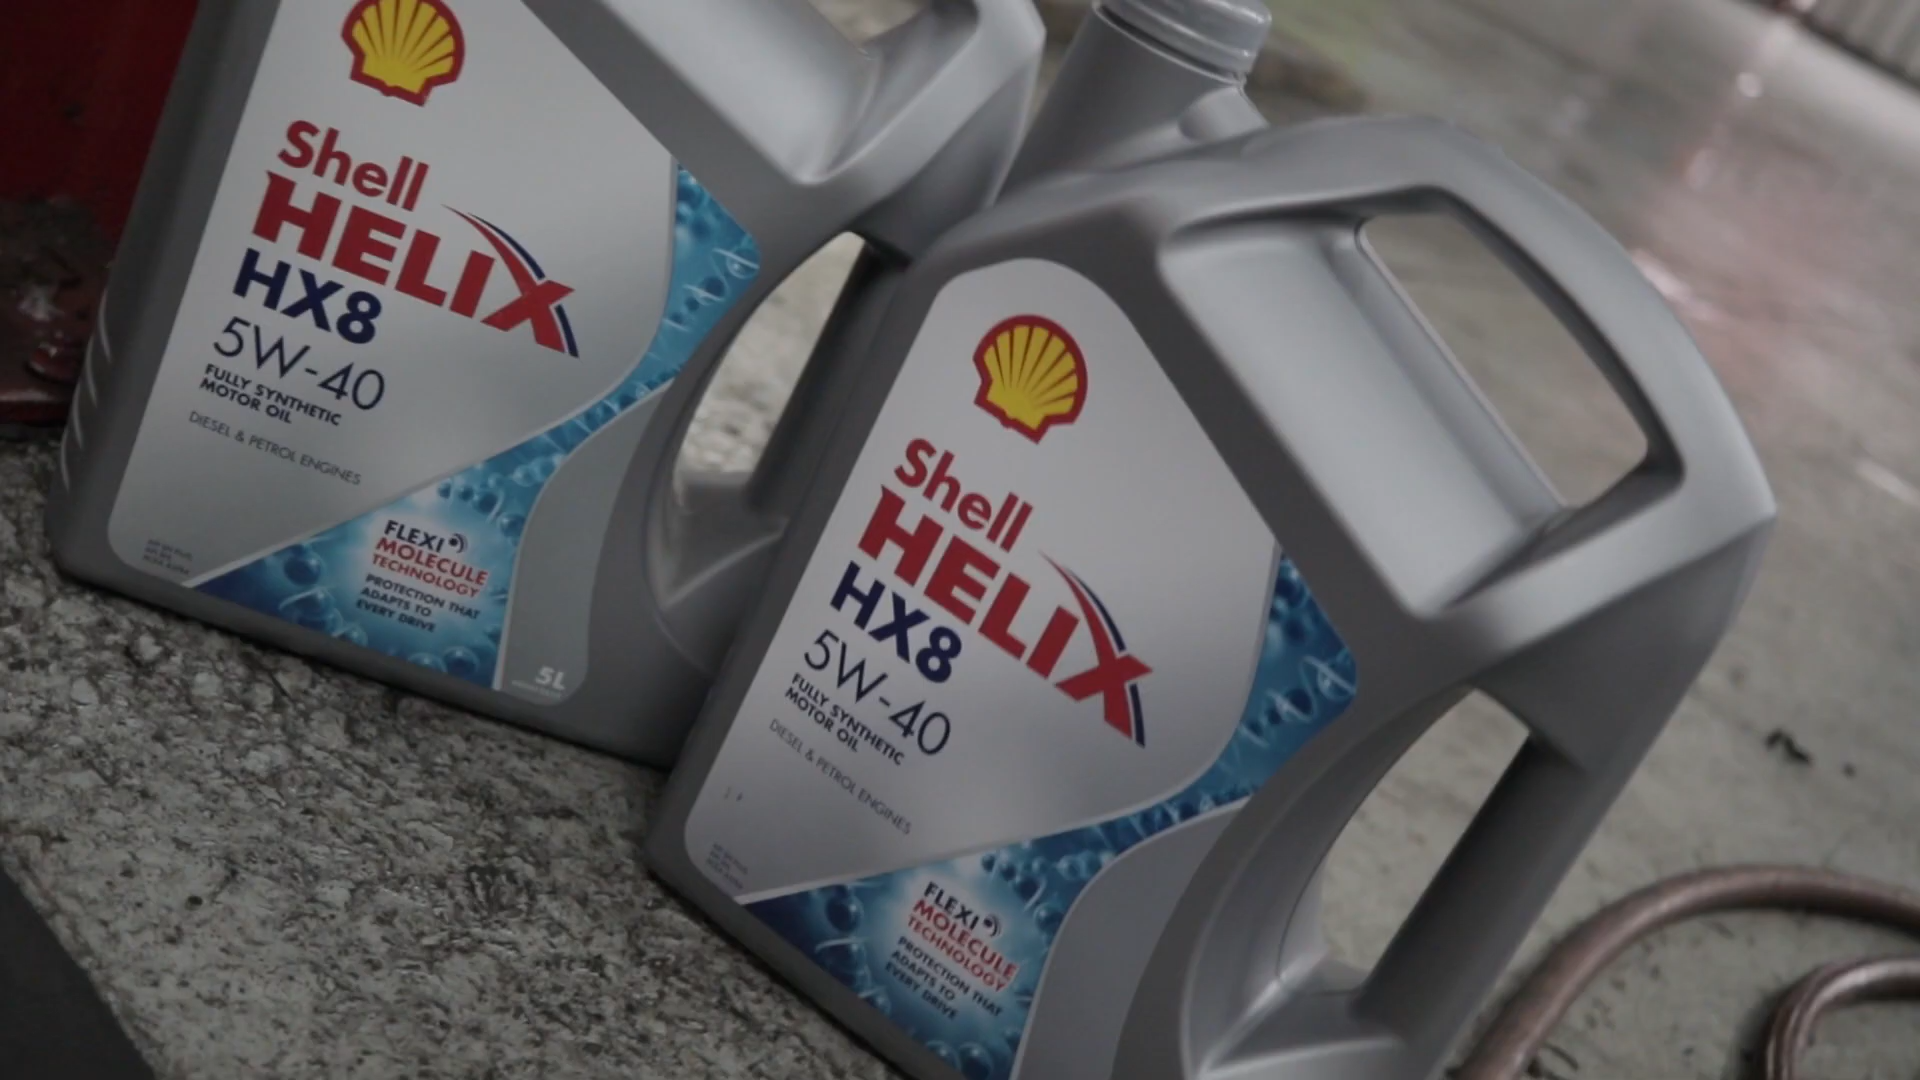 Shell
HELIX
HX8
5W-40
FULLY SYNTHETIC
MOTOR OIL
DIESEL & PETROL ENGINES
FLEXI
MOLECULE
TECHNOLOGY
PROTECTION THAT
ADAPTS TO
EVERY DRIVE
5L
Shell
HELIX
HX8
5W-40
FULLY SYNTHETIC
MOTOR OIL
DIESEL & PETROL ENGINES
FLEXI
MOLECULE
TECHNOLOGY
PROTECTION THAT
ADAPTS TO
EVERY DRIVE